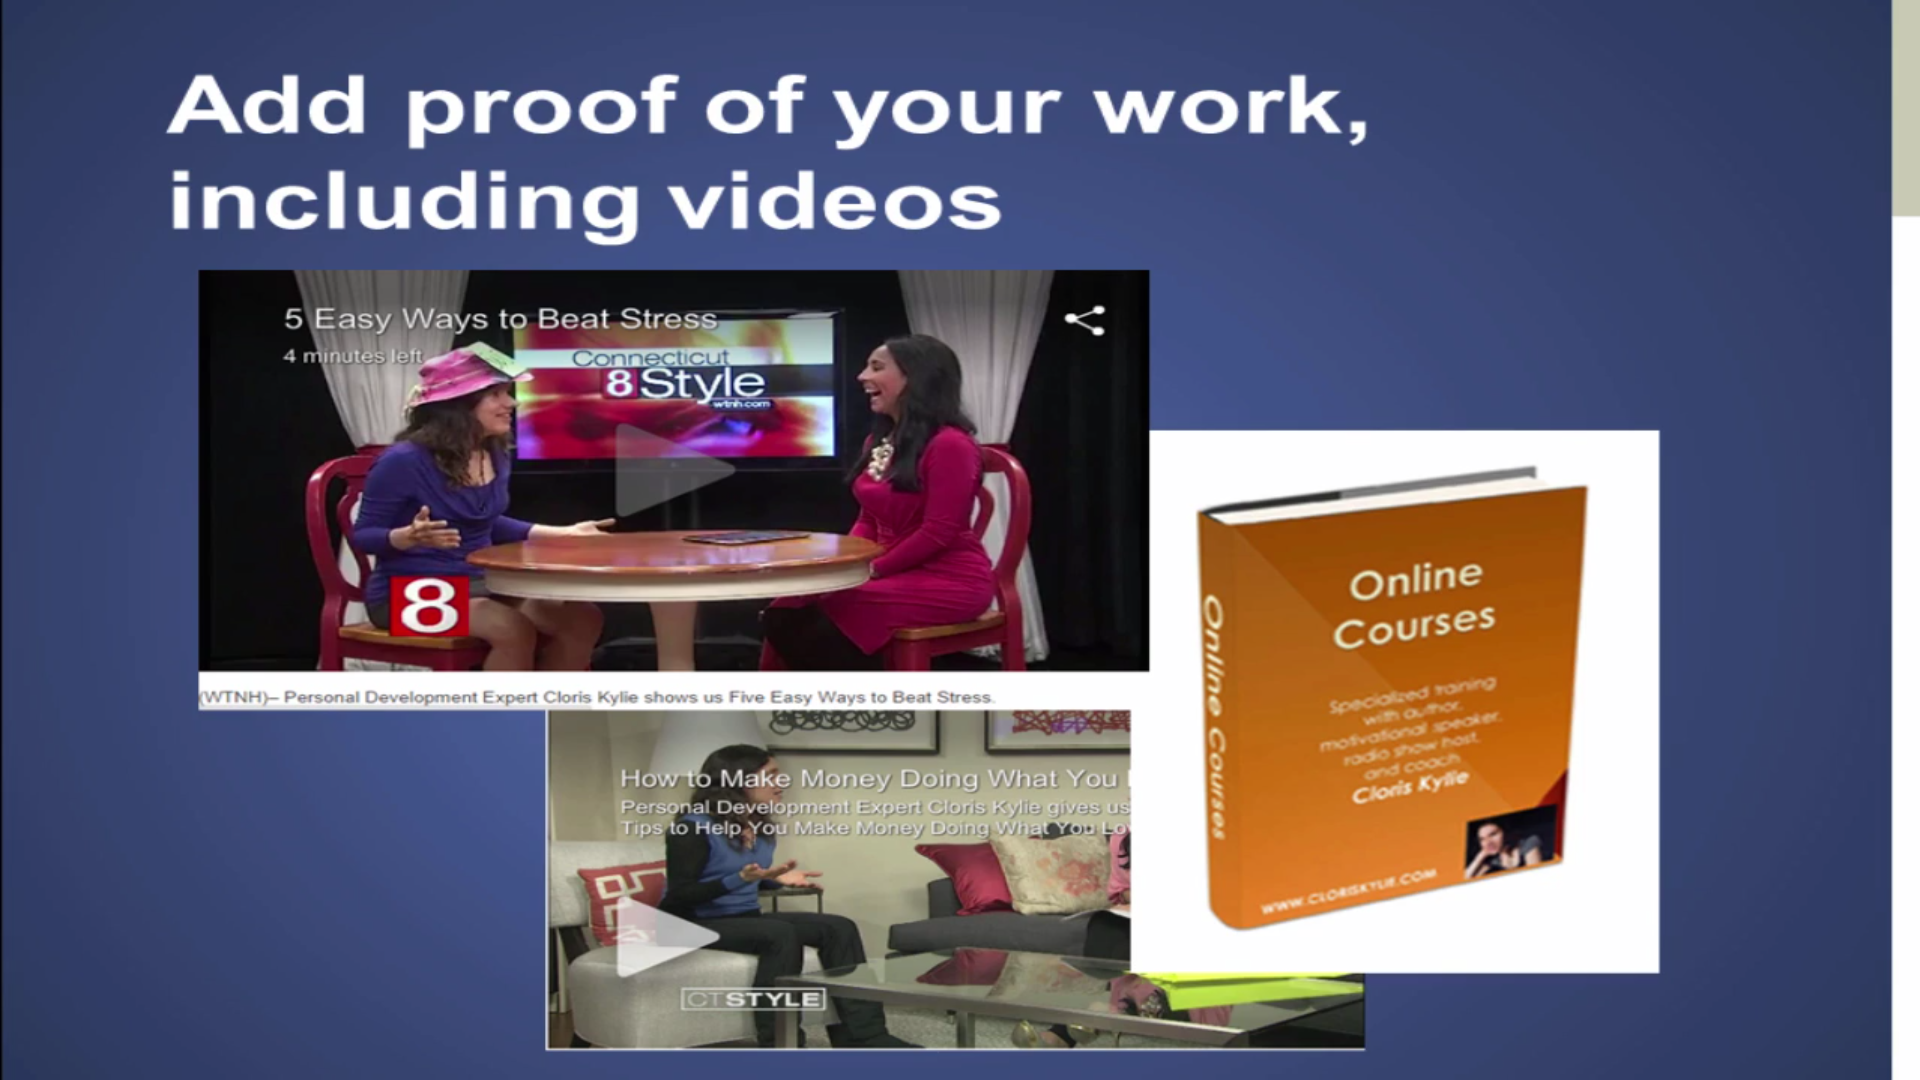 Add proof of your work,
including videos
5 Easy Ways to Beat Stress
4 minutes left
Connecticut
8 Style
wtnh.com
8
(WTNH)– Personal Development Expert Cloris Kylie shows us Five Easy Ways to Beat Stress.
How to Make Money Doing What You
Personal Development Expert Cloris Kylie gives us
Tips to Help You Make Money Doing What You Lo
CTSTYLE
Online
Courses
Specialized training
with author,
motivational speaker,
radio show host,
and coach
Cloris Kylie
WWW.CLORISKYLIE.COM
Online Courses